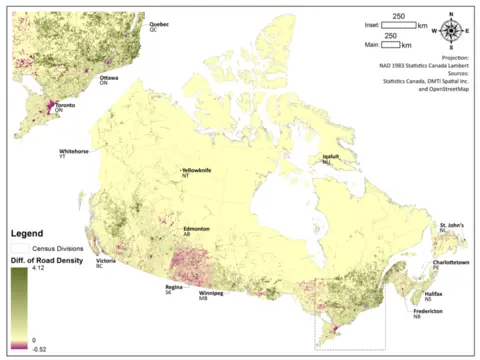 Quebec
QC
Ottawa
ON
Toronto
ON
250
Inset:
km
250
Main:
km
N
W
E
S
Projection:
NAD 1983 Statistics Canada Lambert
Sources:
Statistics Canada, DMTI Spatial Inc.
and OpenStreetMap
Whitehorse
YT
Yellowknife
NT
Iqaluit
NU
Edmonton
AB
St. John's
NL
Legend
Census Divisions
Diff. of Road Density
4.12
0
-0.52
Victoria
BC
Regina
SK
Winnipeg
MB
Charlottetown
PE
Halifax
NS
Fredericton
NB